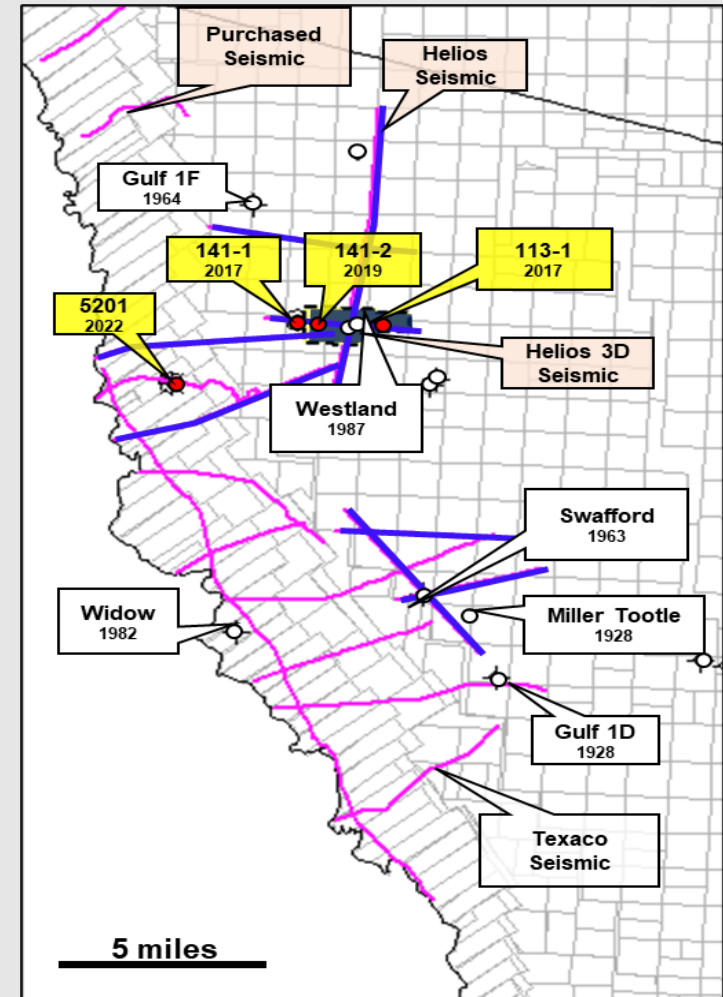 Purchased
Seismic
Helios
Seismic
Gulf 1F
1964
141-1
2017
141-2
2019
113-1
2017
5201
2022
Helios 3D
Seismic
Westland
1987
Swafford
1963
Widow
1982
Miller Tootle
1928
Gulf 1D
1928
Texaco
Seismic
5 miles